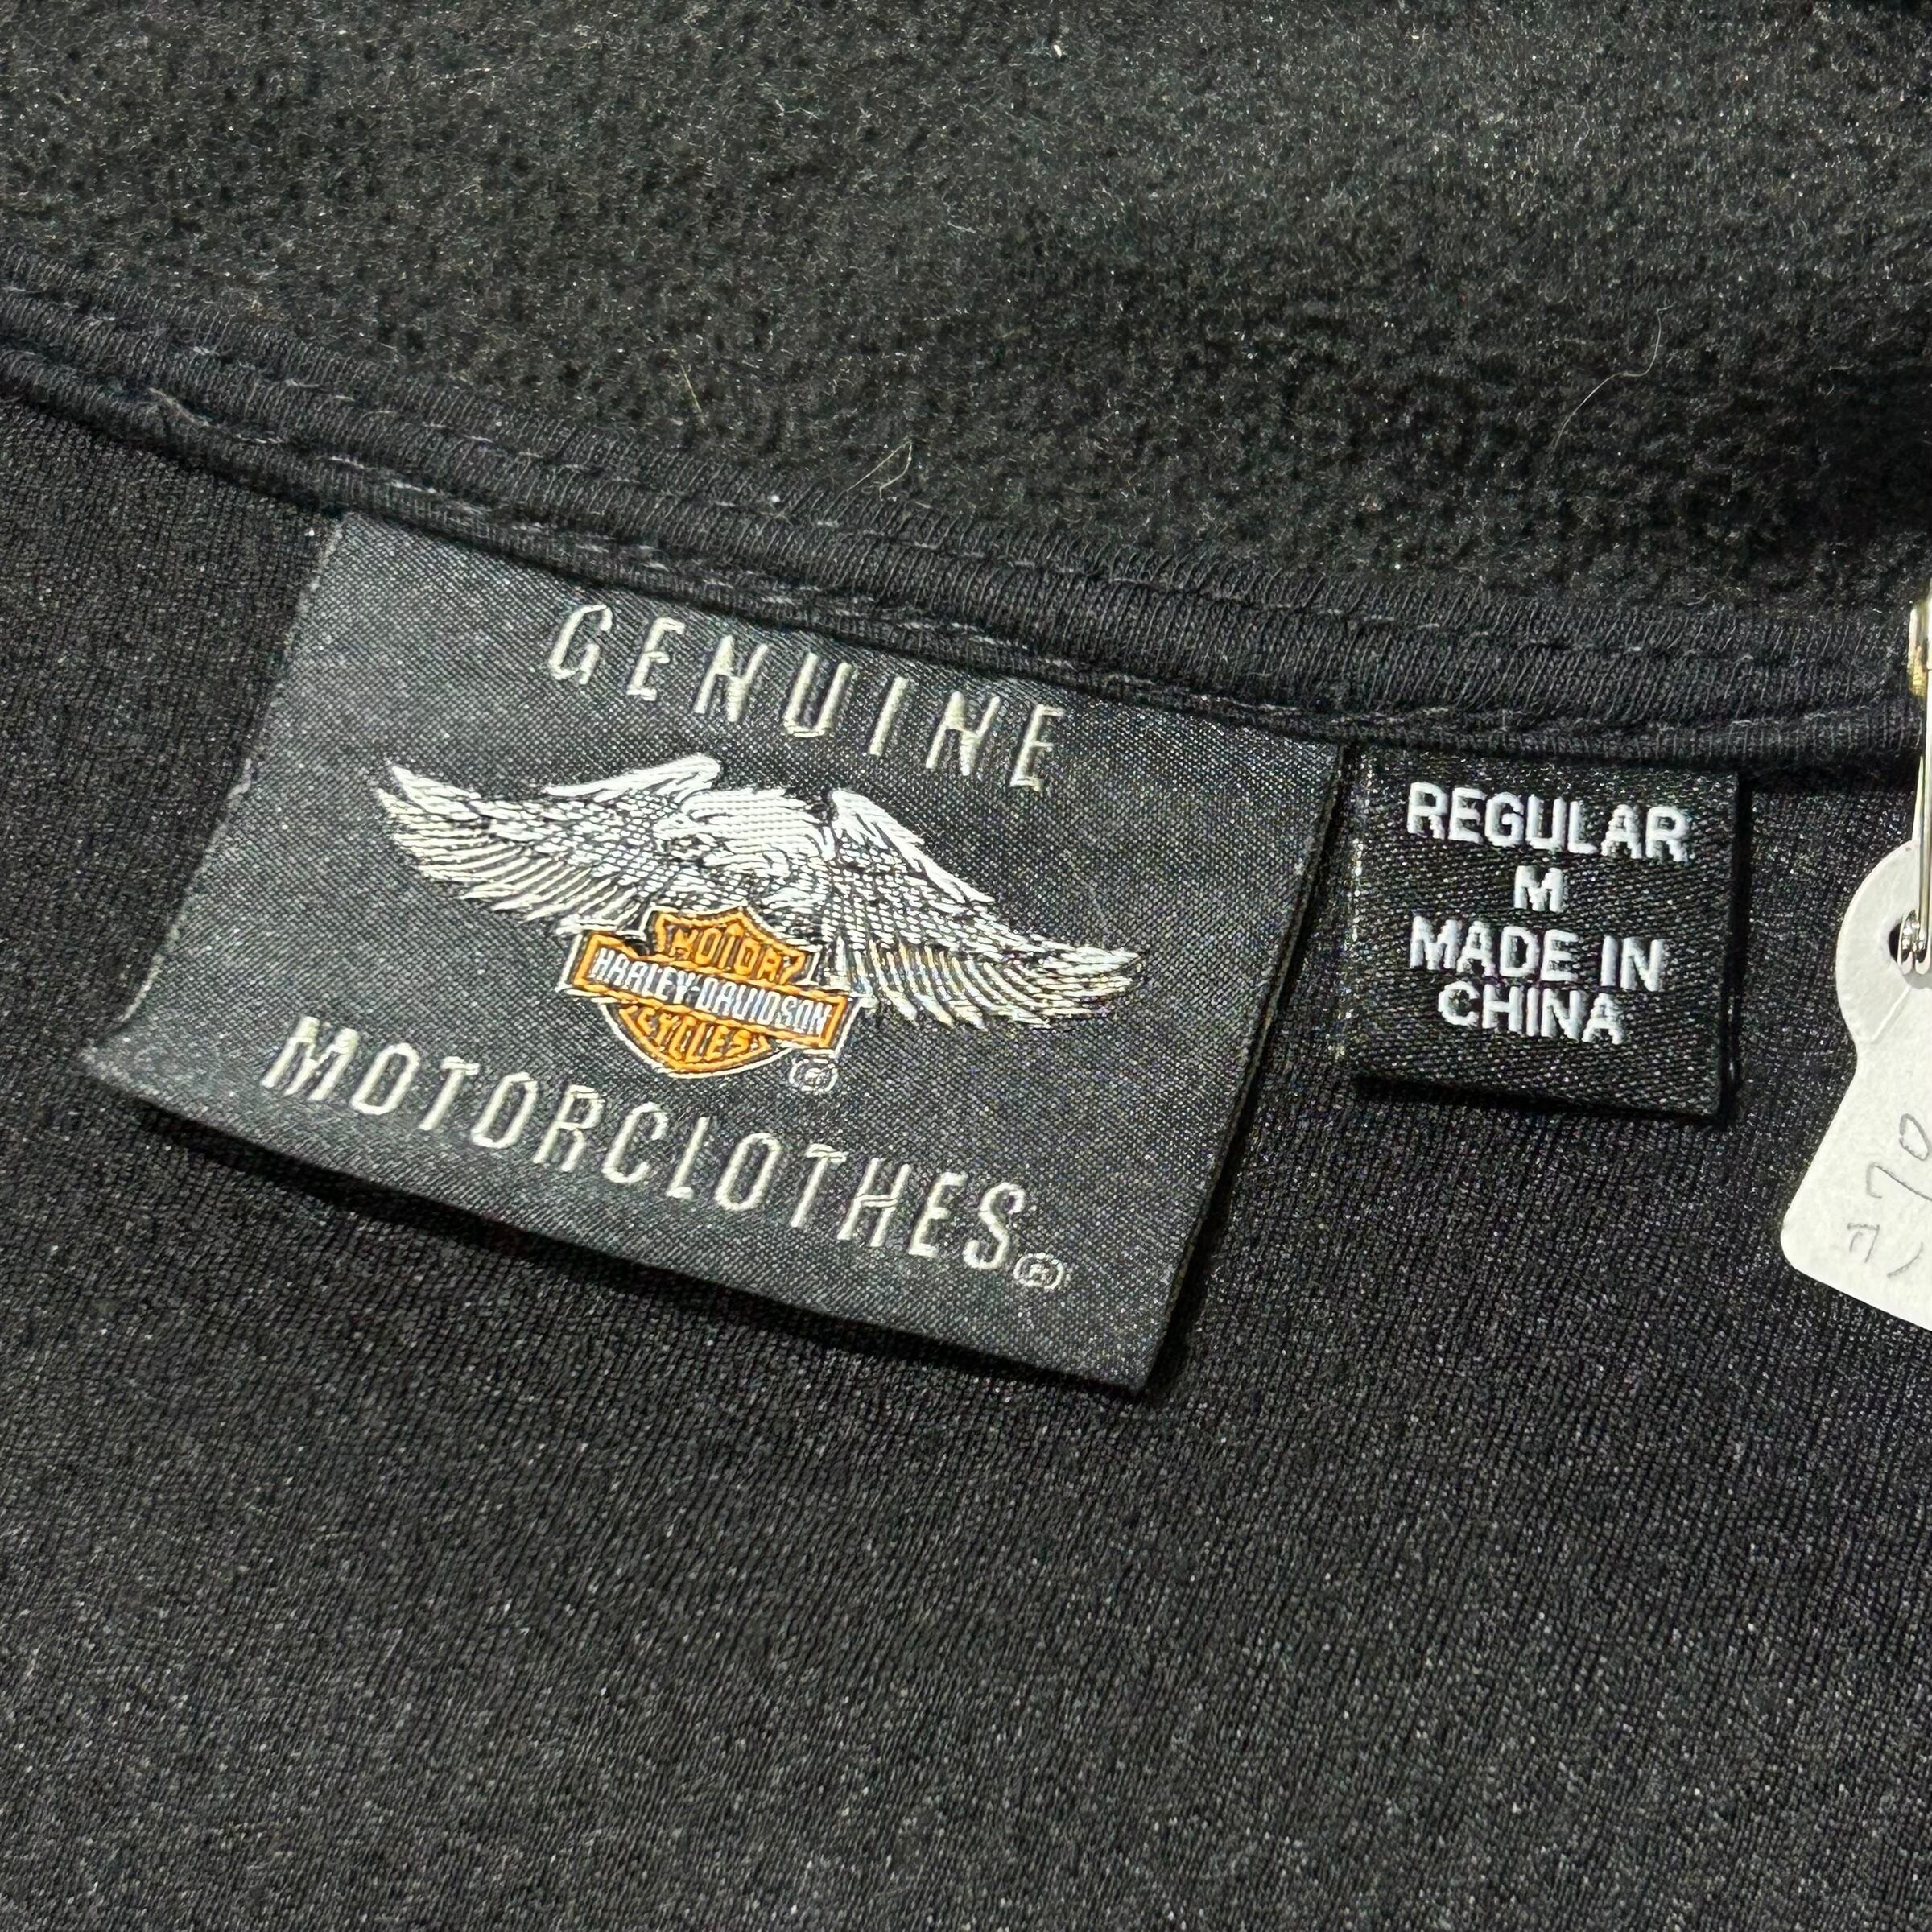 GENUINE
MOTOR
HARLEY-DAVIDSON
CYCLES
®
MOTORCLOTHES®
REGULAR
M
MADE IN
CHINA